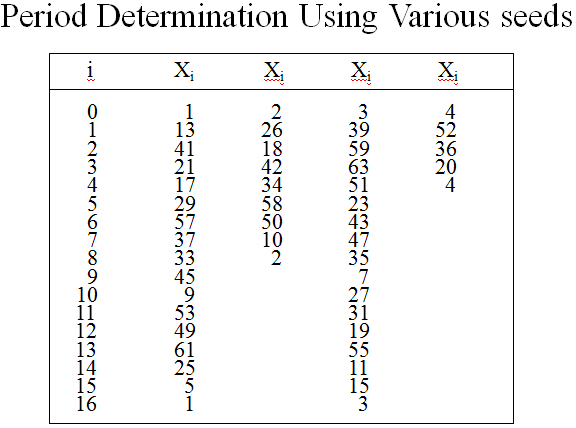 Period Determination Using Various seeds
i Xi Xi Xi Xi
0 1 2 3 4
1 13 26 39 52
2 41 18 59 36
3 21 42 63 20
4 17 34 51 4
5 29 58 23
6 57 50 43
7 37 10 47
8 33 2 35
9 45 7
10 9 27
11 53 31
12 49 19
13 61 55
14 25 11
15 5 15
16 1 3